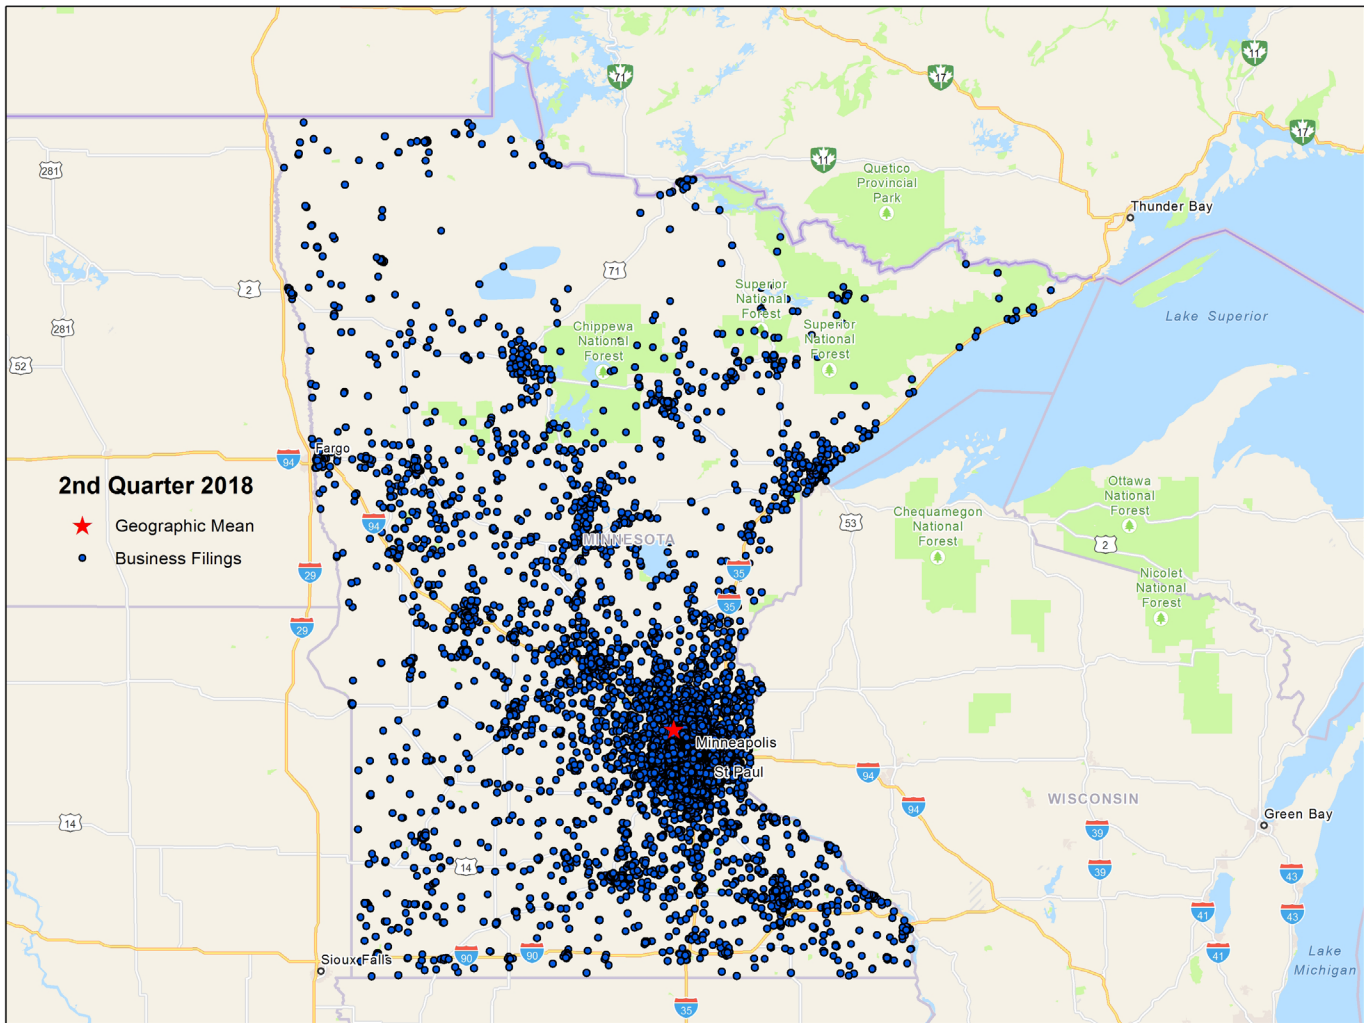 11
71
17
17
11
281
Quetico
Provincial
Park
Thunder Bay
71
2
Superior
National
Forest
Lake Superior
281
Chippewa
National
Forest
Superior
National
Forest
52
Fargo
94
2nd Quarter 2018
Geographic Mean
Business Filings
94
MINNESOTA
Ottawa
National
Forest
Chequamegon
National
Forest
53
2
29
35
Nicolet
National
Forest
35
29
Minneapolis
St Paul
94
WISCONSIN
94
Green Bay
14
39
14
39
43
41
43
Sioux Falls
90
90
41
Lake
Michigan
35